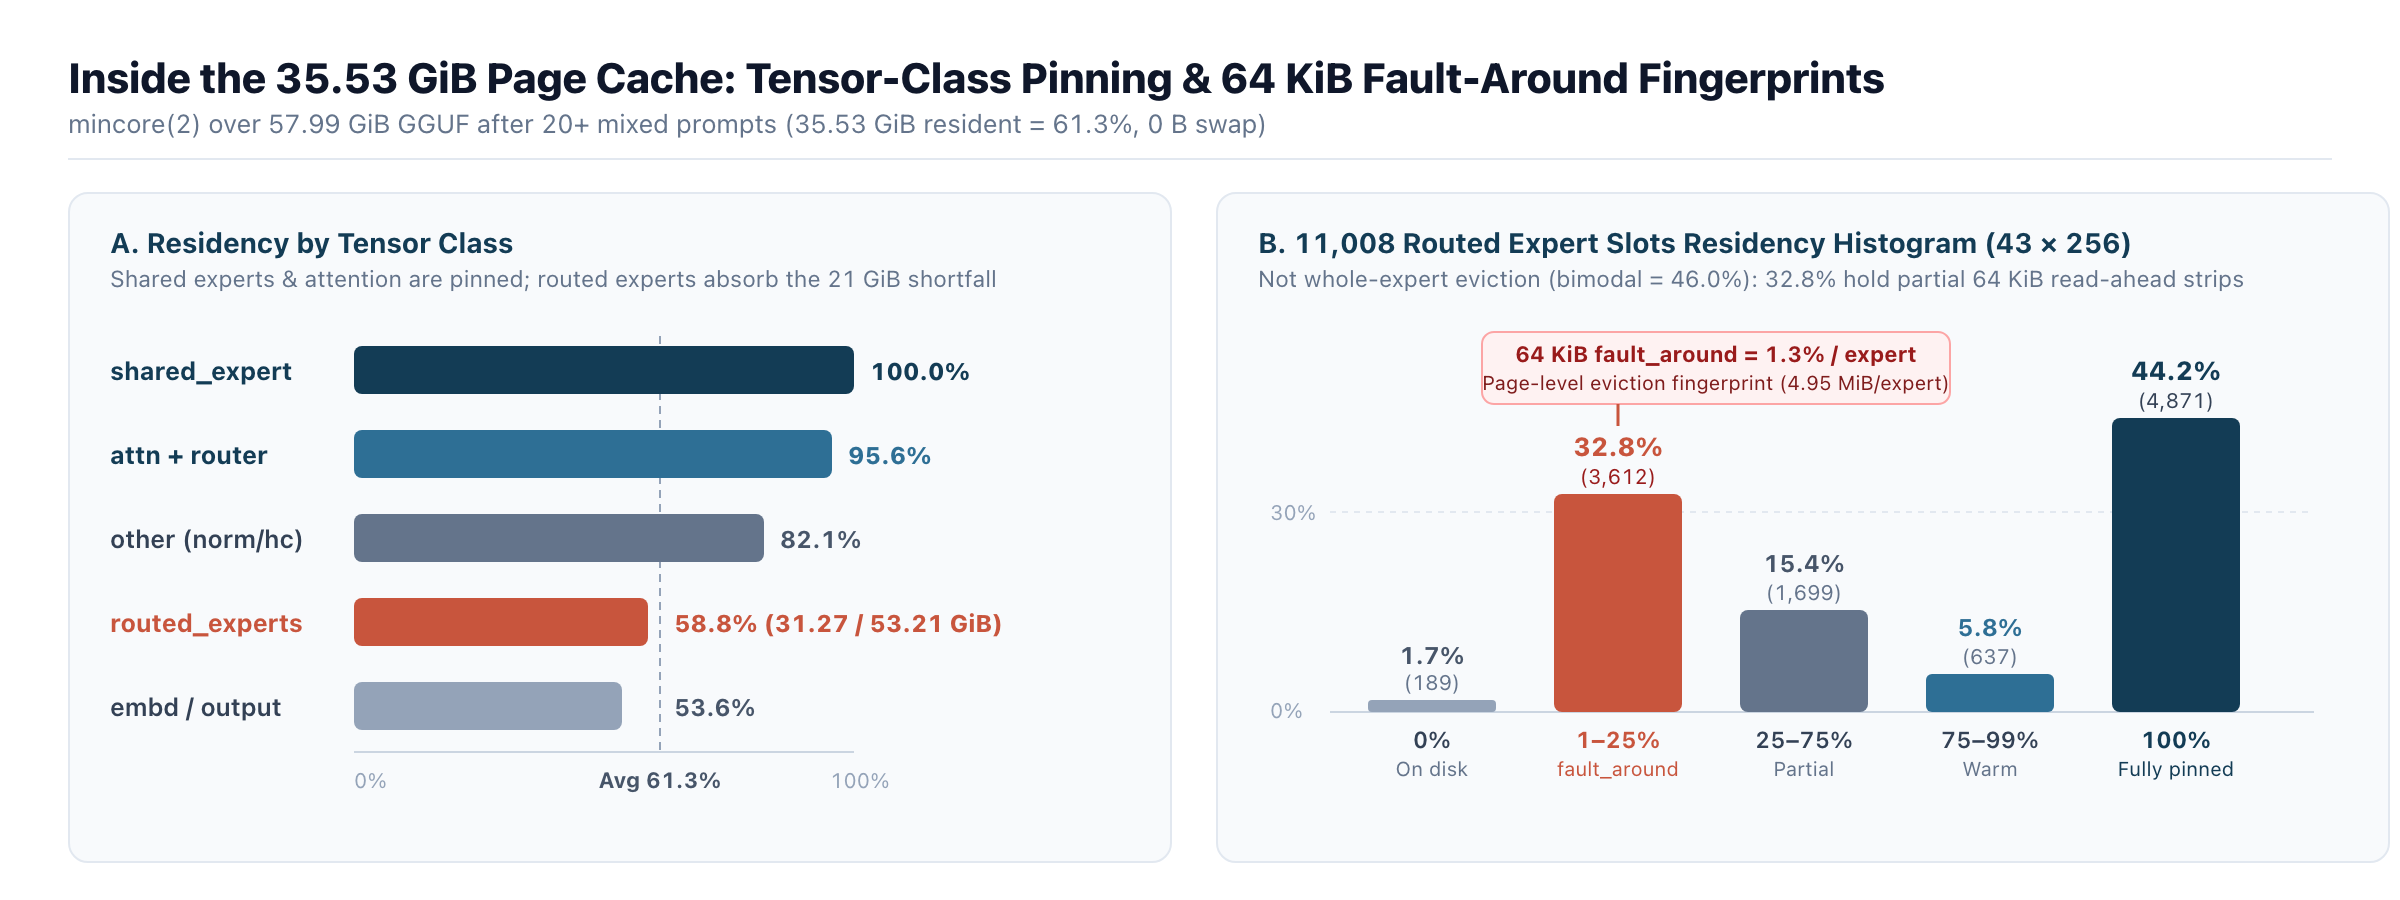 Inside the 35.53 GiB Page Cache: Tensor-Class Pinning & 64 KiB Fault-Around Fingerprints
mincore(2) over 57.99 GiB GGUF after 20+ mixed prompts (35.53 GiB resident = 61.3%, 0 B swap)
A. Residency by Tensor Class
Shared experts & attention are pinned; routed experts absorb the 21 GiB shortfall
shared_expert
100.0%
attn + router
95.6%
other (norm/hc)
82.1%
routed_experts
58.8% (31.27 / 53.21 GiB)
embd / output
53.6%
0%
Avg 61.3%
100%
B. 11,008 Routed Expert Slots Residency Histogram (43 × 256)
Not whole-expert eviction (bimodal = 46.0%): 32.8% hold partial 64 KiB read-ahead strips
64 KiB fault_around = 1.3% / expert
Page-level eviction fingerprint (4.95 MiB/expert)
30%
0%
1.7%
(189)
32.8%
(3,612)
15.4%
(1,699)
5.8%
(637)
44.2%
(4,871)
0%
On disk
1–25%
fault_around
25–75%
Partial
75–99%
Warm
100%
Fully pinned